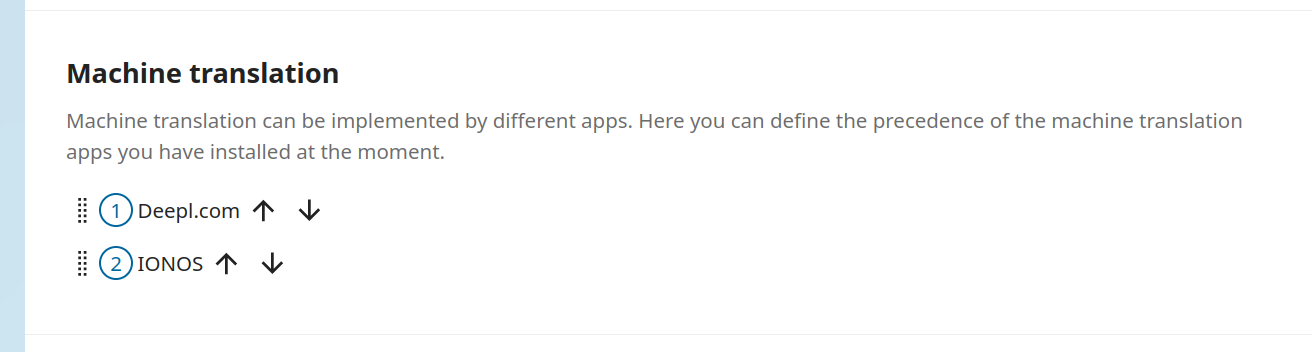 Machine translation
Machine translation can be implemented by different apps. Here you can define the precedence of the machine translation
apps you have installed at the moment.
1 Deepl.com
2 IONOS